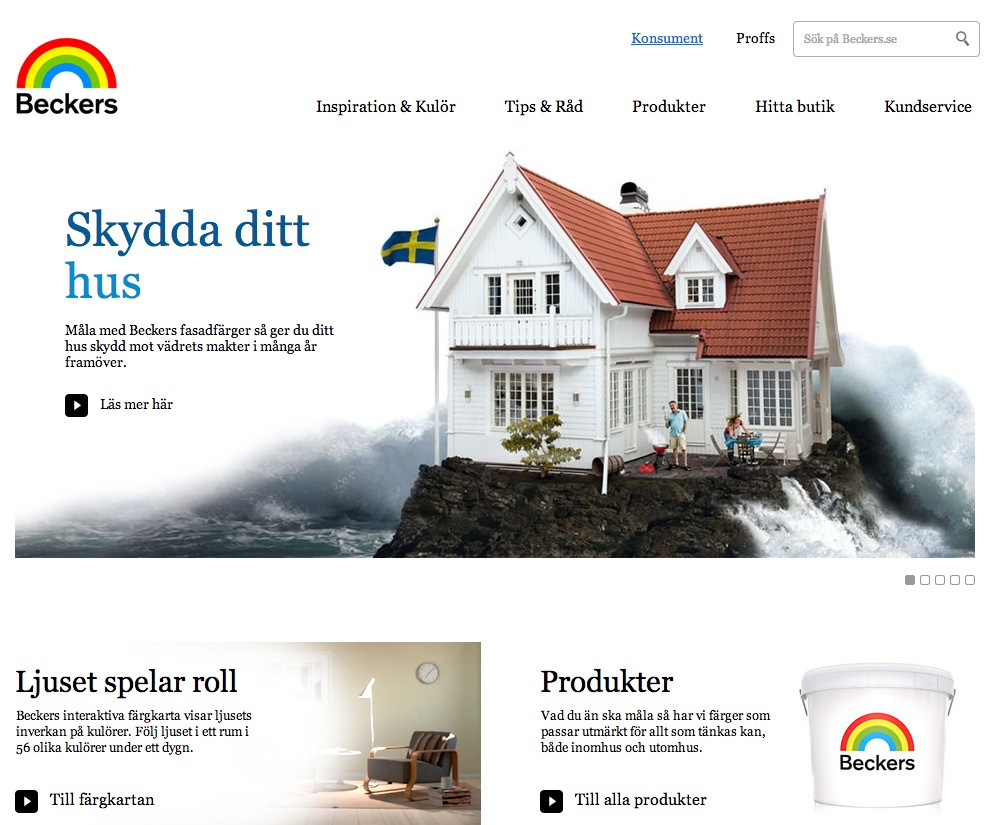 Konsument
Proffs
Sök på Beckers.se
Beckers
Inspiration & Kulör
Tips & Råd
Produkter
Hitta butik
Kundservice
Skydda ditt
hus
Måla med Beckers fasadfärger så ger du ditt
hus skydd mot vädrets makter i många år
framöver.
Läs mer här
Ljuset spelar roll
Beckers interaktiva färgkarta visar ljusets
inverkan på kulörer. Följ ljuset i ett rum i
56 olika kulörer under ett dygn.
Till färgkartan
Produkter
Vad du än ska måla så har vi färger som
passar utmärkt för allt som tänkas kan,
både inomhus och utomhus.
Till alla produkter
Beckers